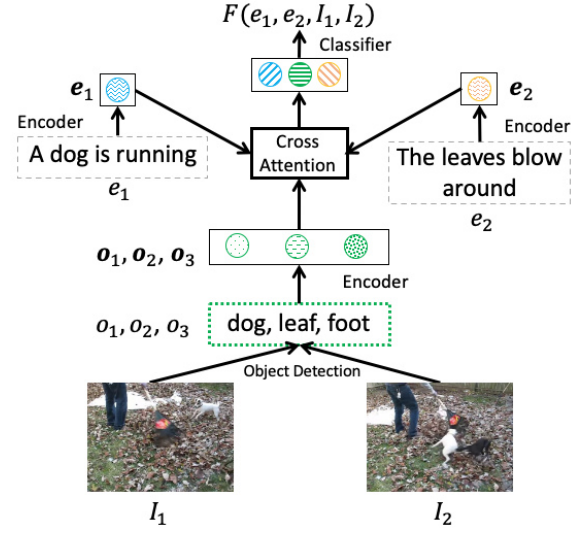 F(e₁, e₂, I₁, I₂)
Classifier
e₁
e₂
Encoder
Encoder
Cross
Attention
A dog is running
The leaves blow
around
e₁
e₂
o₁, o₂, o₃
Encoder
o₁, o₂, o₃
dog, leaf, foot
Object Detection
I₁
I₂